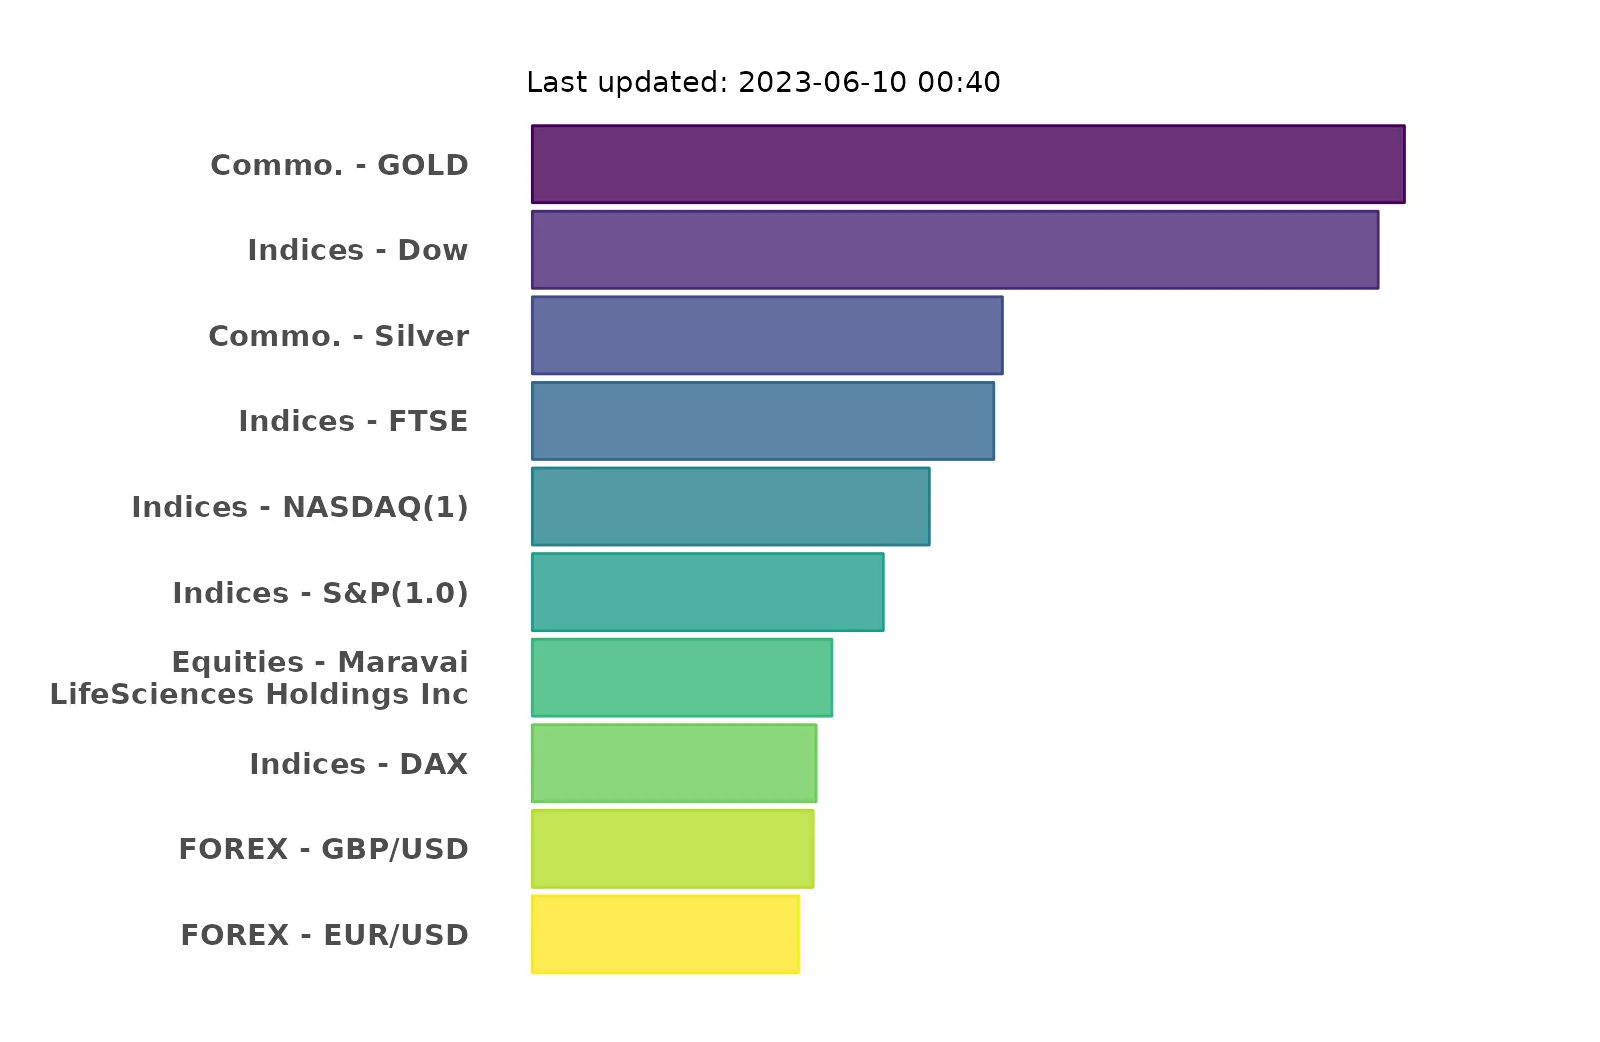 Last updated: 2023-06-10 00:40
Commo. - GOLD
Indices - Dow
Commo. - Silver
Indices - FTSE
Indices - NASDAQ(1)
Indices - S&P(1.0)
Equities - Maravai
LifeSciences Holdings Inc
Indices - DAX
FOREX - GBP/USD
FOREX - EUR/USD